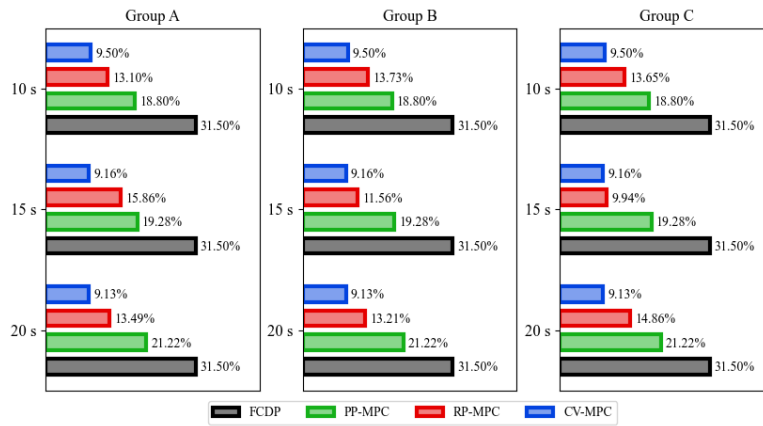 Group A
Group B
Group C
10 s
9.50%
13.10%
18.80%
31.50%
15 s
9.16%
15.86%
19.28%
31.50%
20 s
9.13%
13.49%
21.22%
31.50%
10 s
9.50%
13.73%
18.80%
31.50%
15 s
9.16%
11.56%
19.28%
31.50%
20 s
9.13%
13.21%
21.22%
31.50%
10 s
9.50%
13.65%
18.80%
31.50%
15 s
9.16%
9.94%
19.28%
31.50%
20 s
9.13%
14.86%
21.22%
31.50%
FCDP PP-MPC RP-MPC CV-MPC